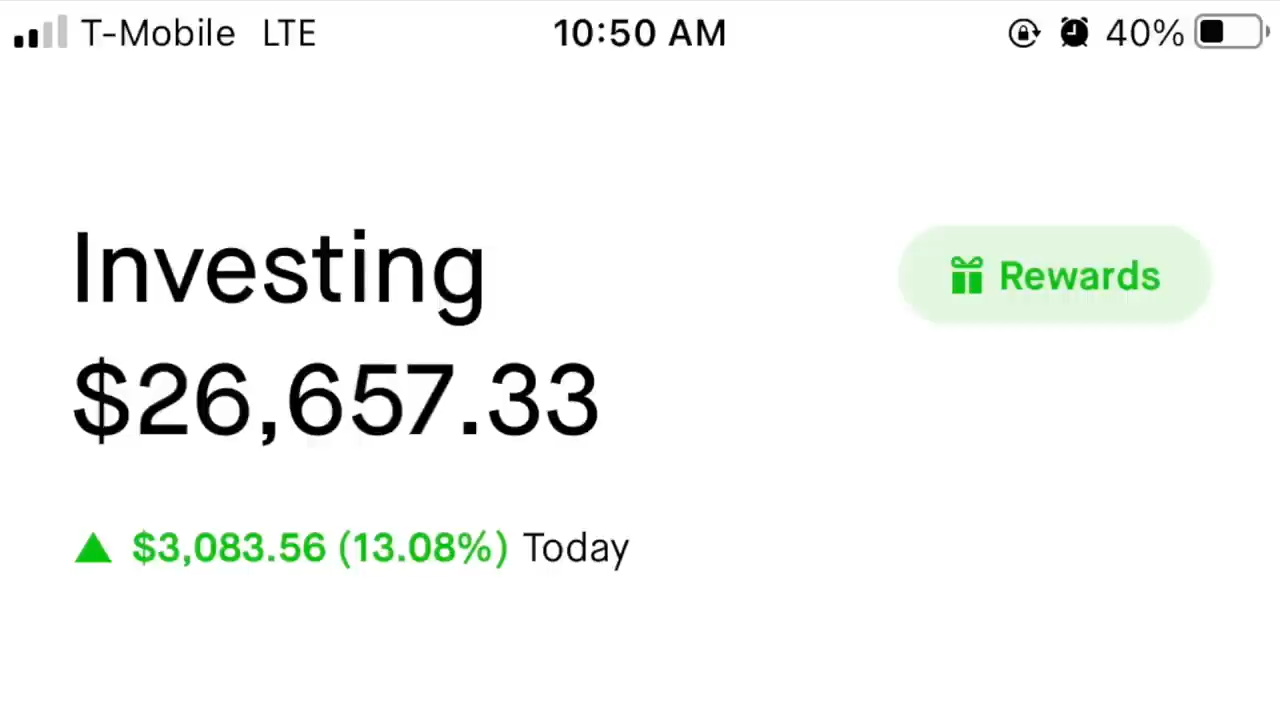 T-Mobile LTE 10:50 AM 40%
Investing
Rewards
$26,657.33
$3,083.56 (13.08%) Today